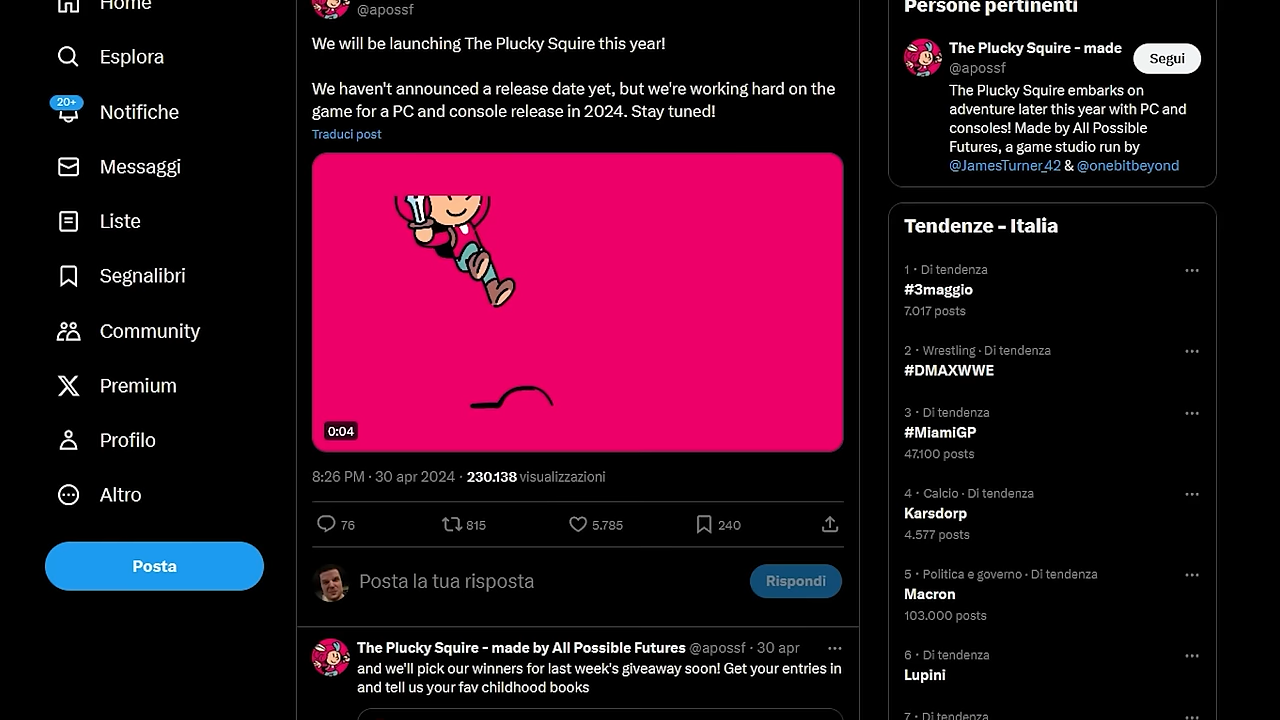 Home
Esplora
20+
Notifiche
Messaggi
Liste
Segnalibri
Community
Premium
Profilo
Altro
Posta
@apossf
We will be launching The Plucky Squire this year!
We haven't announced a release date yet, but we're working hard on the
game for a PC and console release in 2024. Stay tuned!
Traduci post
0:04
8:26 PM · 30 apr 2024 · 230.138 visualizzazioni
76 815 5.785 240
Posta la tua risposta
Rispondi
The Plucky Squire - made by All Possible Futures @apossf · 30 apr
and we'll pick our winners for last week's giveaway soon! Get your entries in
and tell us your fav childhood books
Persone pertinenti
The Plucky Squire - made
@apossf
Segui
The Plucky Squire embarks on
adventure later this year with PC and
consoles! Made by All Possible
Futures, a game studio run by
@JamesTurner_42 & @onebitbeyond
Tendenze - Italia
1 · Di tendenza
#3maggio
7.017 posts
2 · Wrestling · Di tendenza
#DMAXWWE
3 · Di tendenza
#MiamiGP
47.100 posts
4 · Calcio · Di tendenza
Karsdorp
4.577 posts
5 · Politica e governo · Di tendenza
Macron
103.000 posts
6 · Di tendenza
Lupini
7 · Di tendenza